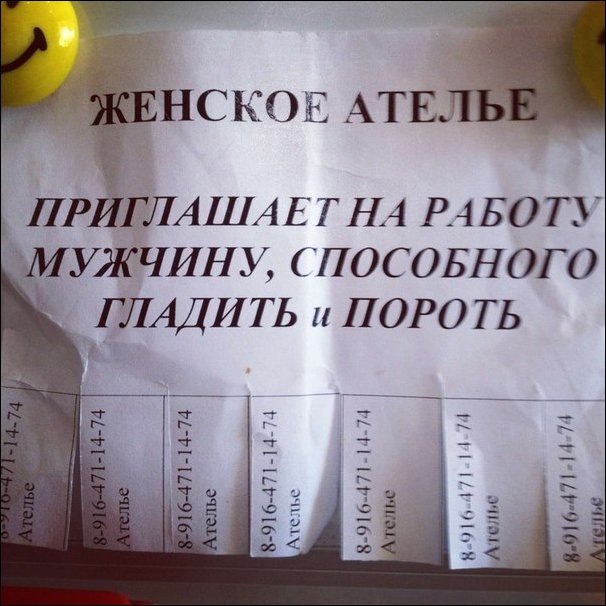 ЖЕНСКОЕ АТЕЛЬЕ
ПРИГЛАШАЕТ НА РАБОТУ
МУЖЧИНУ, СПОСОБНОГО
ГЛАДИТЬ и ПОРОТЬ
8-916-471-14-74
Ателье
8-916-471-14-74
Ателье
8-916-471-14-74
Ателье
8-916-471-14-74
Ателье
8-916-471-14-74
Ателье
8-916-471-14-74
Ателье
8-916-471-14-74
Ателье